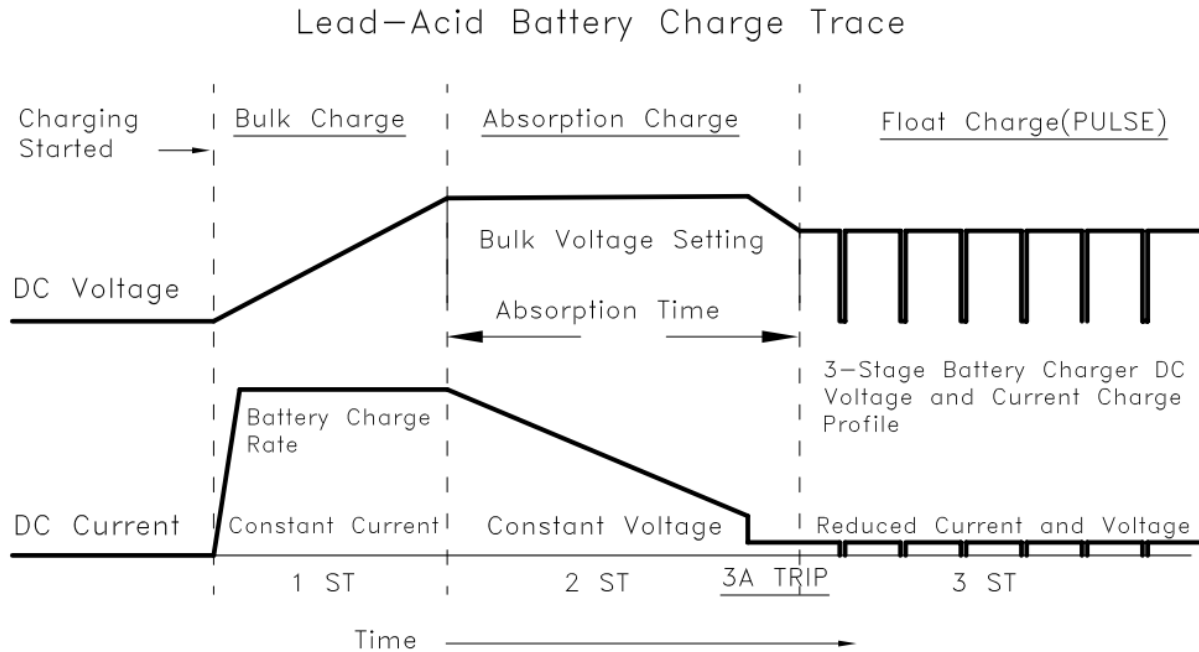 Lead-Acid Battery Charge Trace
Charging
Started
Bulk Charge
Absorption Charge
Float Charge(PULSE)
Bulk Voltage Setting
DC Voltage
Absorption Time
3-Stage Battery Charger DC
Voltage and Current Charge
Profile
Battery Charge
Rate
DC Current
Constant Current
Constant Voltage
Reduced Current and Voltage
1 ST
2 ST
3A TRIP
3 ST
Time